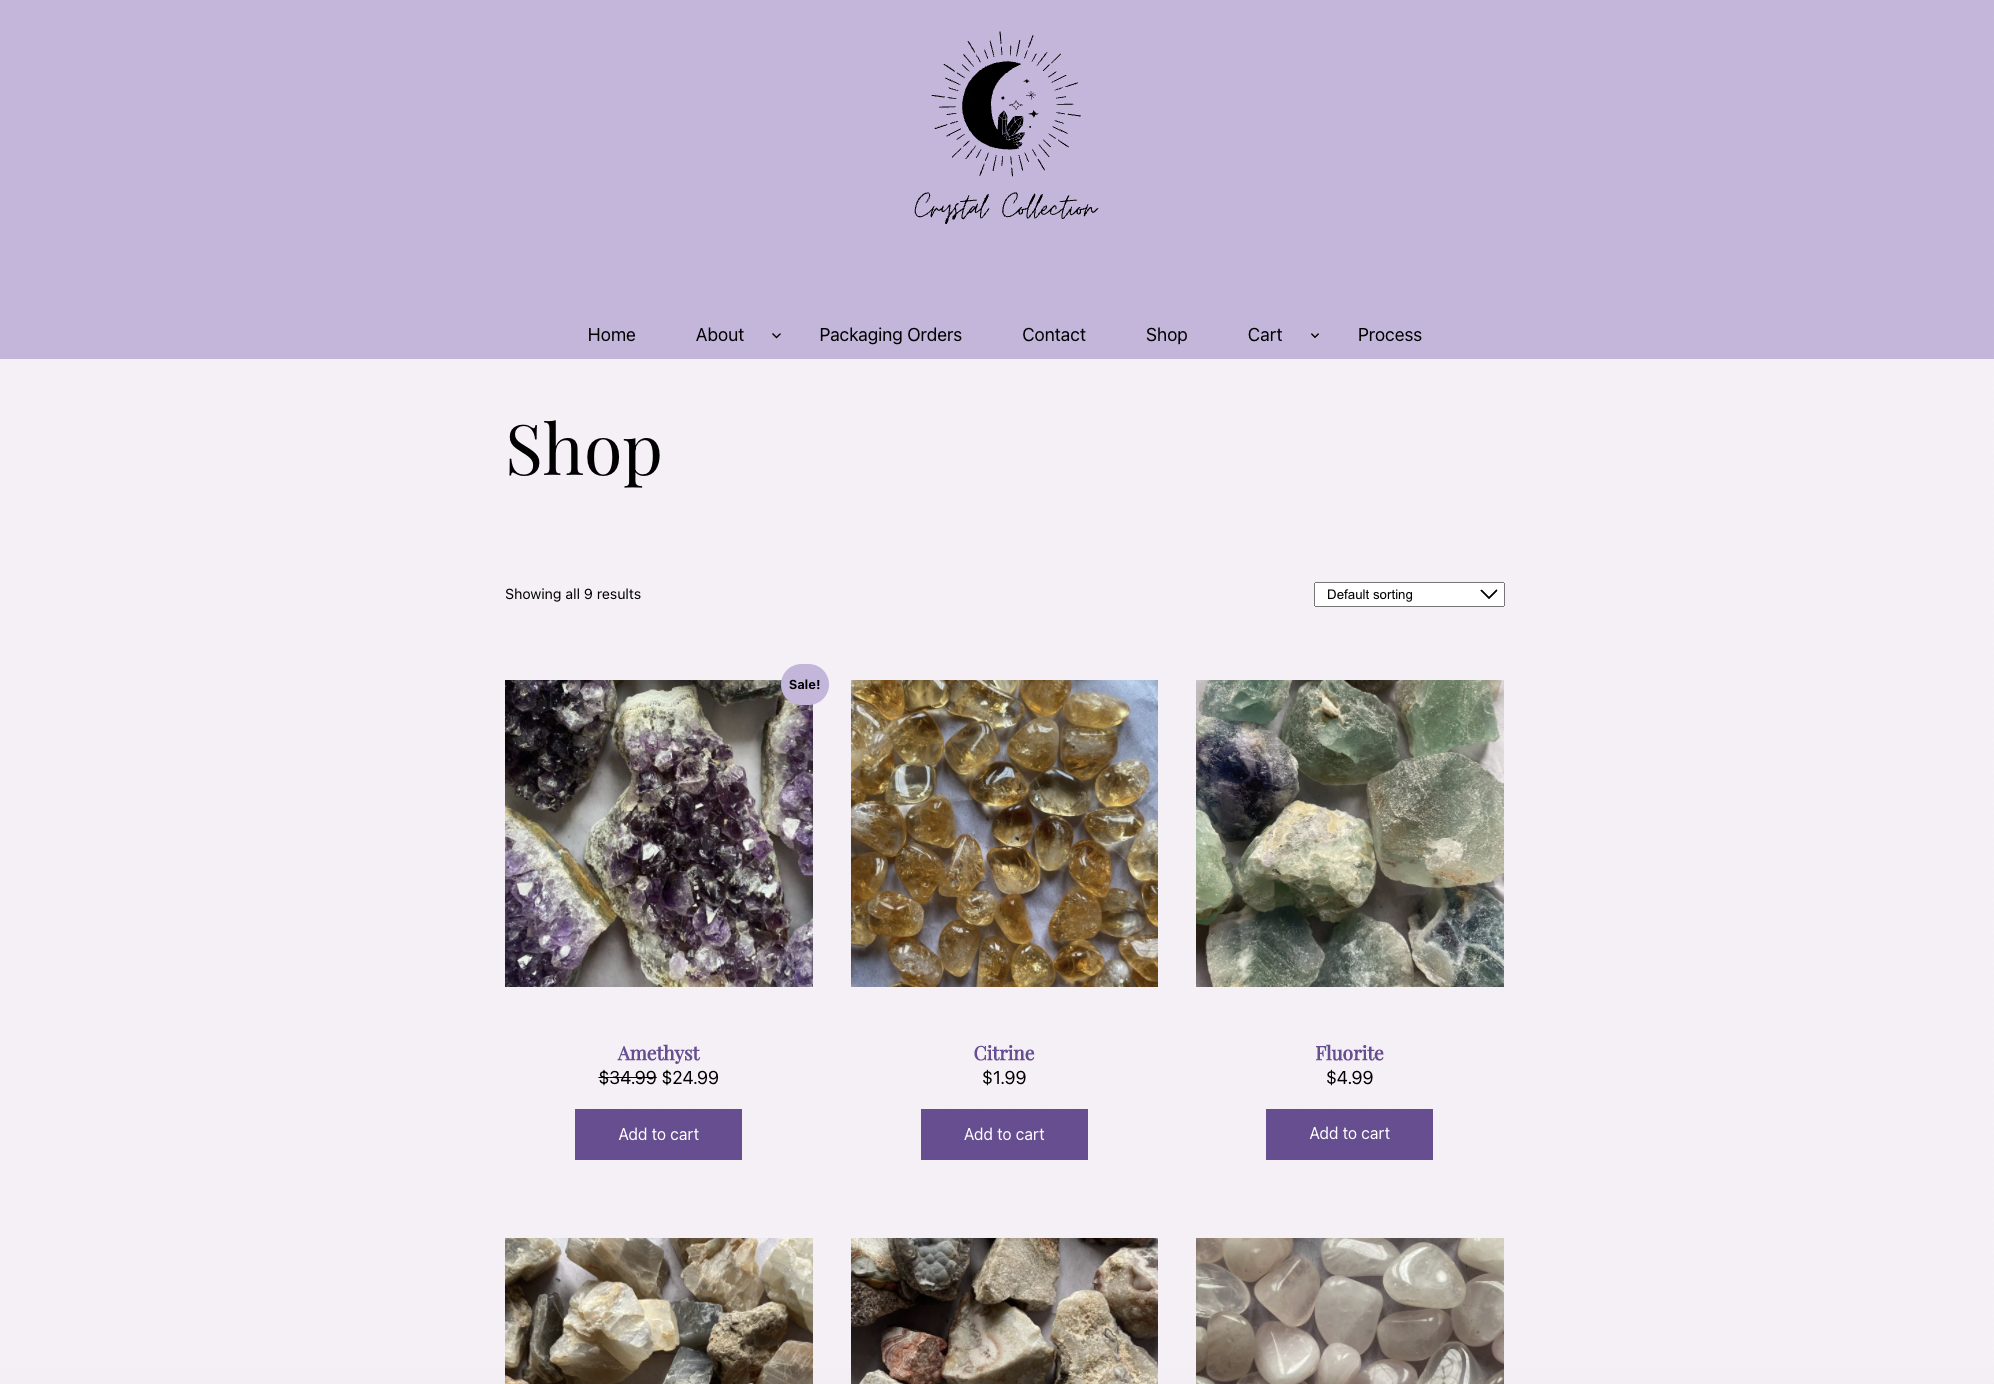 Crystal Collection
Home About Packaging Orders Contact Shop Cart Process
Shop
Showing all 9 results
Default sorting
Sale!
Amethyst
$34.99 $24.99
Add to cart
Citrine
$1.99
Add to cart
Fluorite
$4.99
Add to cart